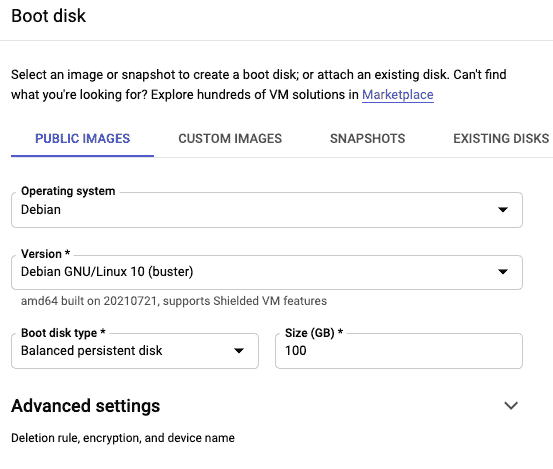 Boot disk
Select an image or snapshot to create a boot disk; or attach an existing disk. Can't find
what you're looking for? Explore hundreds of VM solutions in Marketplace
PUBLIC IMAGES CUSTOM IMAGES SNAPSHOTS EXISTING DISKS
Operating system
Debian
Version *
Debian GNU/Linux 10 (buster)
amd64 built on 20210721, supports Shielded VM features
Boot disk type * Size (GB) *
Balanced persistent disk 100
Advanced settings
Deletion rule, encryption, and device name